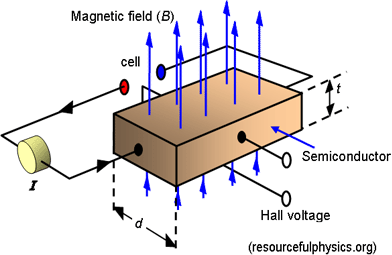 Magnetic field (B)
cell
t
I
Semiconductor
d
Hall voltage
(resourcefulphysics.org)